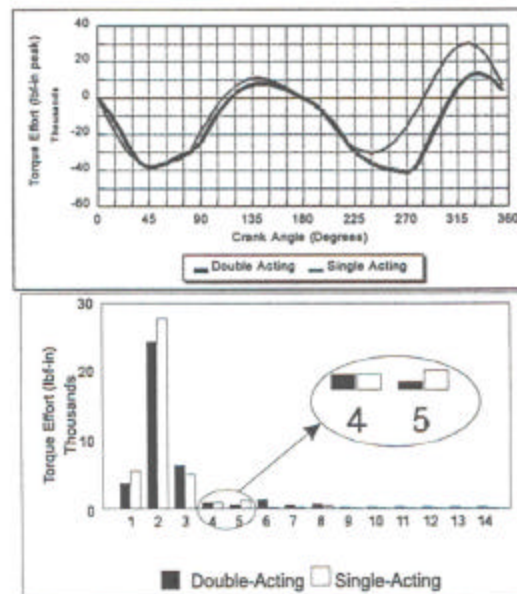 Torque Effort (lbf-in peak)
Thousands
40
20
0
-20
-40
-60
0 45 90 135 180 225 270 315 360
Crank Angle (Degrees)
Double Acting Single Acting
Torque Effort (lbf-in)
Thousands
30
20
10
0
4 5
1 2 3 4 5 6 7 8 9 10 11 12 13 14
Double-Acting Single-Acting